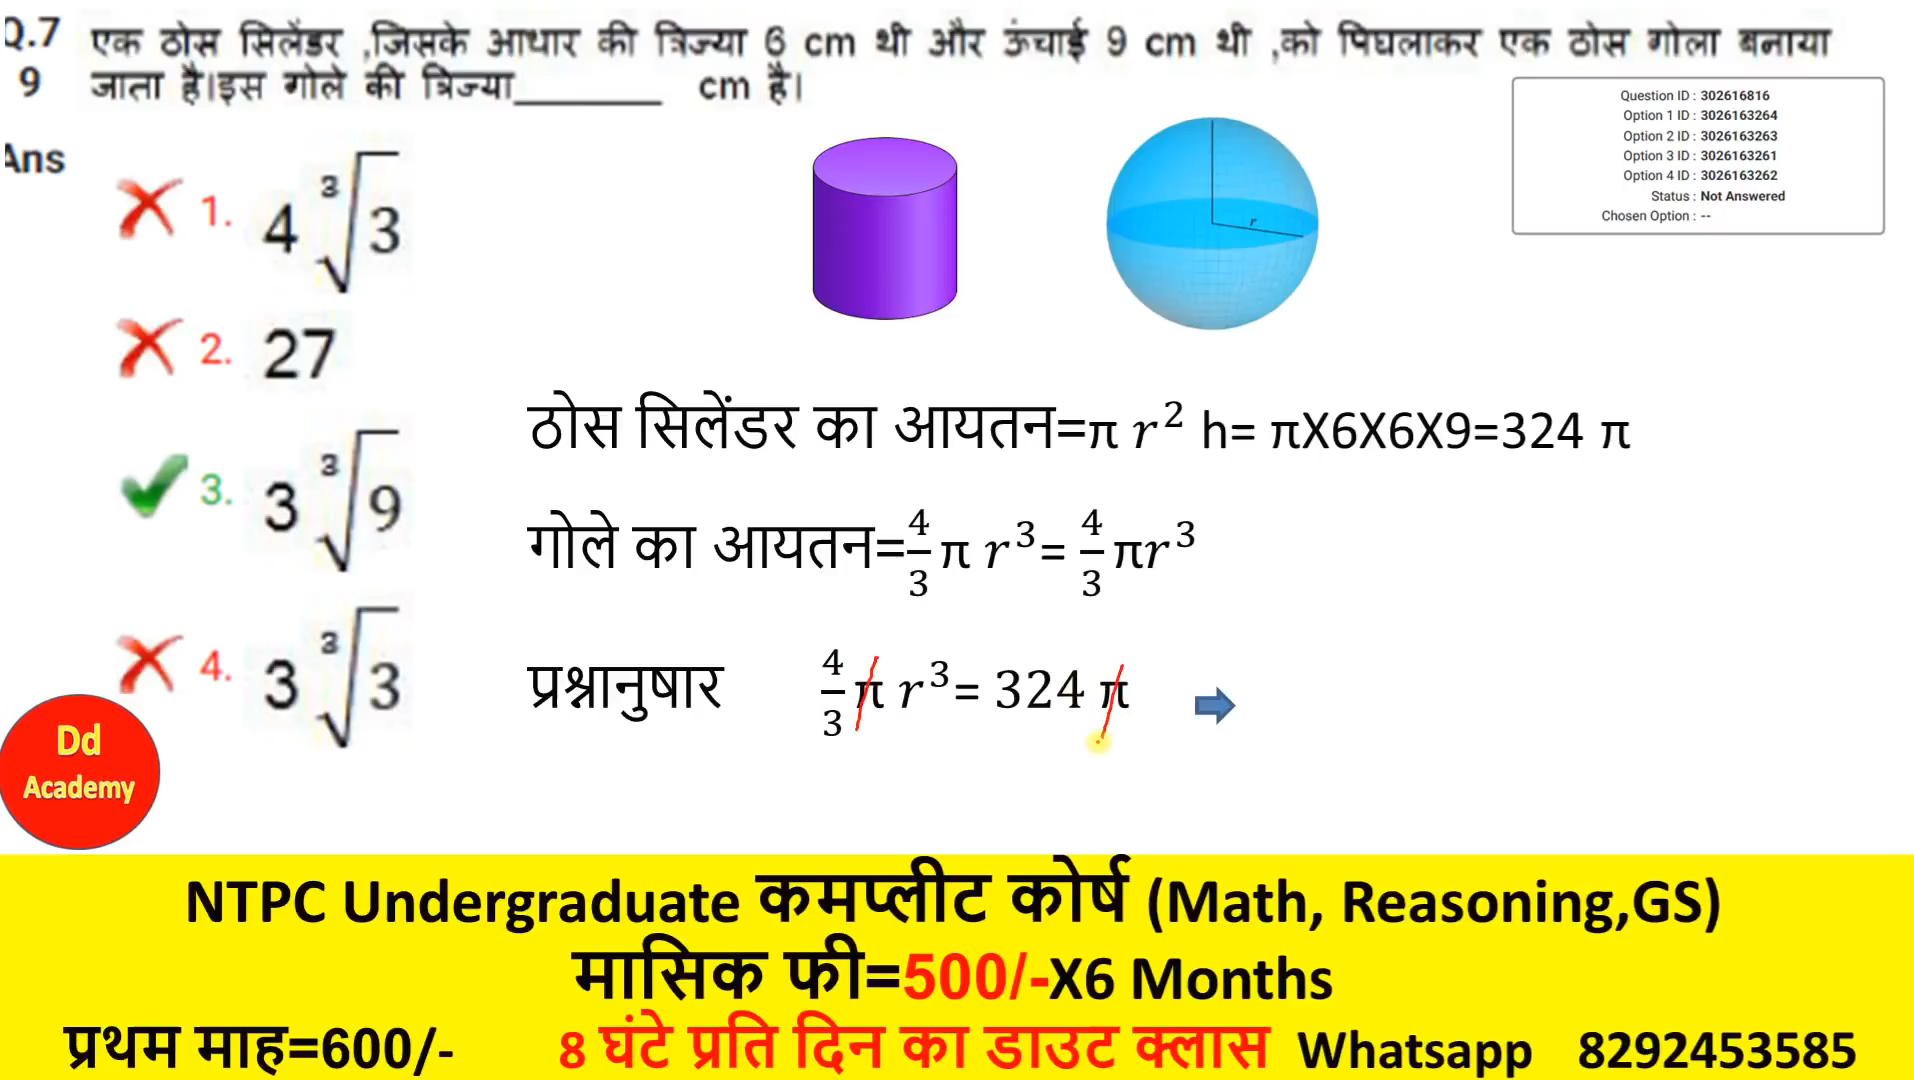 Q.7 एक ठोस सिलेंडर ,जिसके आधार की त्रिज्या 6 cm थी और ऊंचाई 9 cm थी ,को पिघलाकर एक ठोस गोला बनाया
9 जाता है।इस गोले की त्रिज्या_______ cm है।
Question ID : 302616816
Option 1 ID : 3026163264
Option 2 ID : 3026163263
Option 3 ID : 3026163261
Option 4 ID : 3026163262
Status : Not Answered
Chosen Option : --
Ans
1. 4 ∛3
2. 27
3. 3 ∛9
4. 3 ∛3
r
ठोस सिलेंडर का आयतन=π r² h= πX6X6X9=324 π
गोले का आयतन=4/3 π r³= 4/3 πr³
प्रश्नानुषार 4/3 π r³= 324 π
Dd
Academy
NTPC Undergraduate कमप्लीट कोर्ष (Math, Reasoning,GS)
मासिक फी=500/-X6 Months
प्रथम माह=600/- 8 घंटे प्रति दिन का डाउट क्लास Whatsapp 8292453585